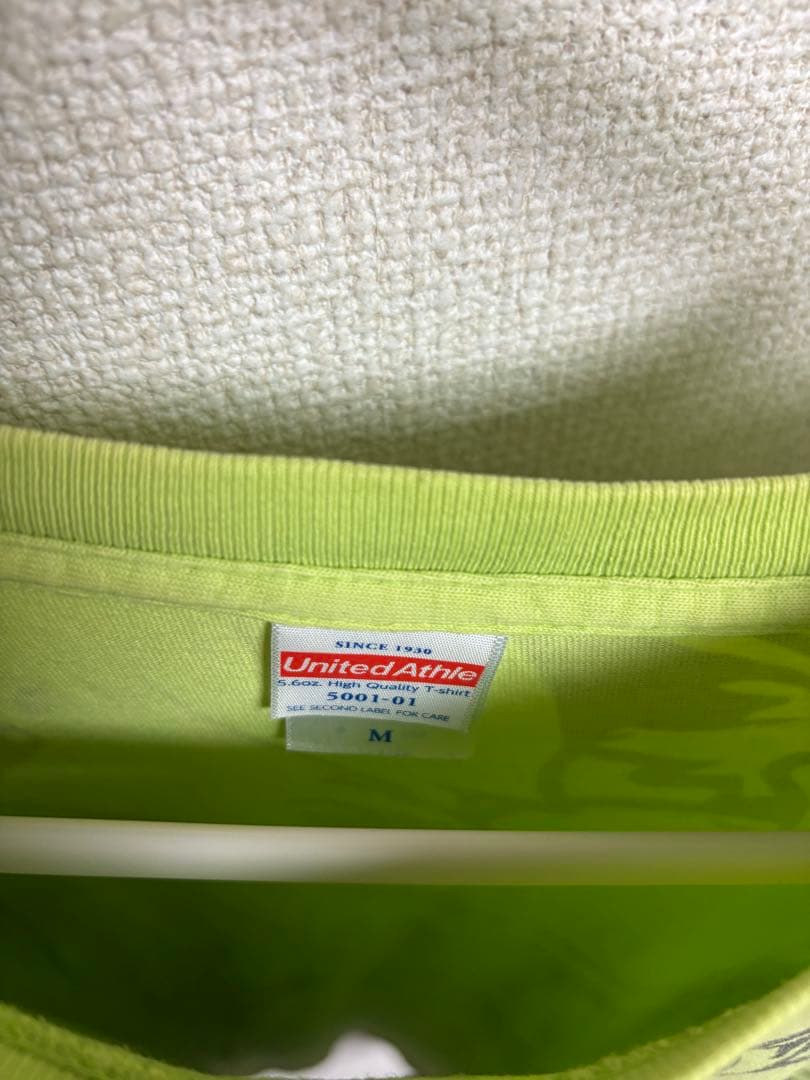 SINCE 1930
United Athle
5.6oz. High Quality T-shirt
5001-01
SEE SECOND LABEL FOR CARE
M